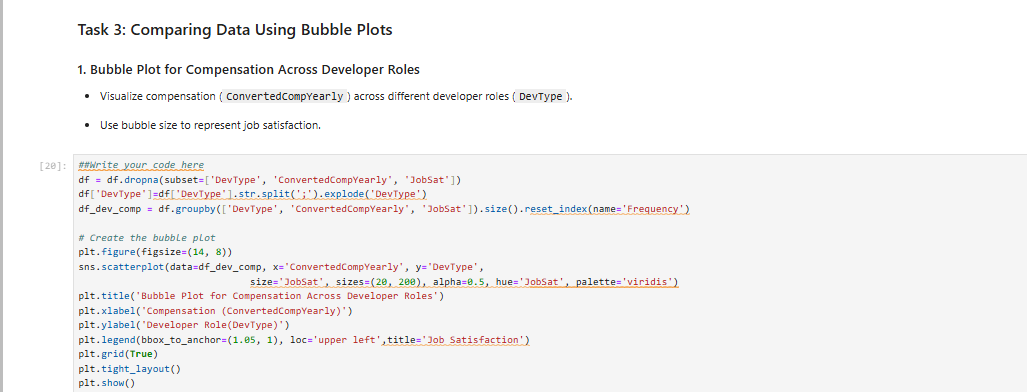 Task 3: Comparing Data Using Bubble Plots
1. Bubble Plot for Compensation Across Developer Roles
• Visualize compensation ( ConvertedCompYearly ) across different developer roles ( DevType ).
• Use bubble size to represent job satisfaction.
[20]: ##Write your code here
df = df.dropna(subset=['DevType', 'ConvertedCompYearly', 'JobSat'])
df['DevType']=df['DevType'].str.split(';').explode('DevType')
df_dev_comp = df.groupby(['DevType', 'ConvertedCompYearly', 'JobSat']).size().reset_index(name='Frequency')
# Create the bubble plot
plt.figure(figsize=(14, 8))
sns.scatterplot(data=df_dev_comp, x='ConvertedCompYearly', y='DevType',
size='JobSat', sizes=(20, 200), alpha=0.5, hue='JobSat', palette='viridis')
plt.title('Bubble Plot for Compensation Across Developer Roles')
plt.xlabel('Compensation (ConvertedCompYearly)')
plt.ylabel('Developer Role(DevType)')
plt.legend(bbox_to_anchor=(1.05, 1), loc='upper left',title='Job Satisfaction')
plt.grid(True)
plt.tight_layout()
plt.show()